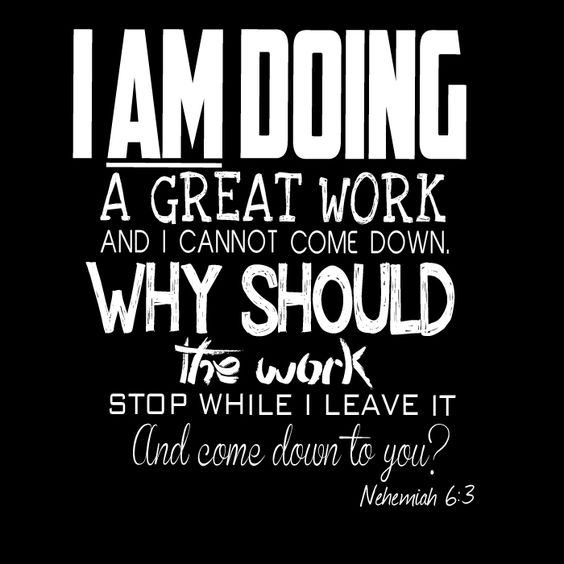 I AM DOING
A GREAT WORK
AND I CANNOT COME DOWN.
WHY SHOULD
the work
STOP WHILE I LEAVE IT
And come down to you?
Nehemiah 6:3